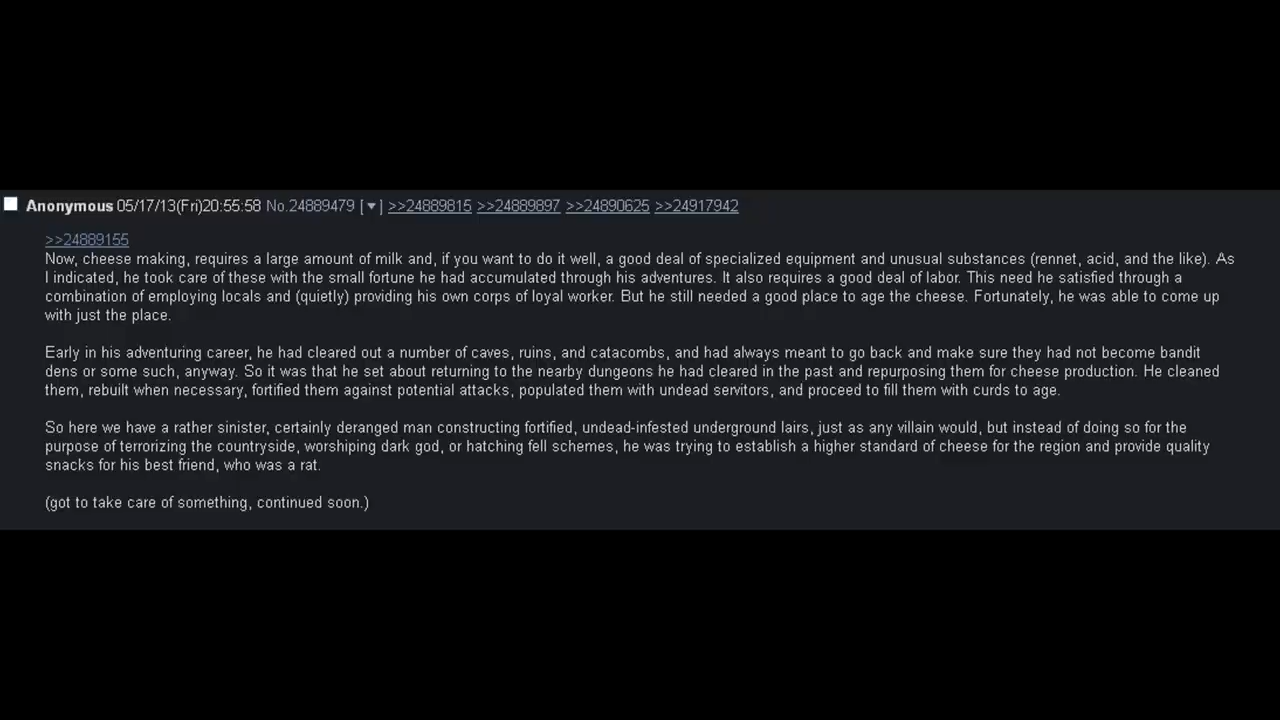 Anonymous 05/17/13(Fri)20:55:58 No.24889479 [▼] >>24889815 >>24889897 >>24890625 >>24917942
>>24889155
Now, cheese making, requires a large amount of milk and, if you want to do it well, a good deal of specialized equipment and unusual substances (rennet, acid, and the like). As
I indicated, he took care of these with the small fortune he had accumulated through his adventures. It also requires a good deal of labor. This need he satisfied through a
combination of employing locals and (quietly) providing his own corps of loyal worker. But he still needed a good place to age the cheese. Fortunately, he was able to come up
with just the place.
Early in his adventuring career, he had cleared out a number of caves, ruins, and catacombs, and had always meant to go back and make sure they had not become bandit
dens or some such, anyway. So it was that he set about returning to the nearby dungeons he had cleared in the past and repurposing them for cheese production. He cleaned
them, rebuilt when necessary, fortified them against potential attacks, populated them with undead servitors, and proceed to fill them with curds to age.
So here we have a rather sinister, certainly deranged man constructing fortified, undead-infested underground lairs, just as any villain would, but instead of doing so for the
purpose of terrorizing the countryside, worshiping dark god, or hatching fell schemes, he was trying to establish a higher standard of cheese for the region and provide quality
snacks for his best friend, who was a rat.
(got to take care of something, continued soon.)